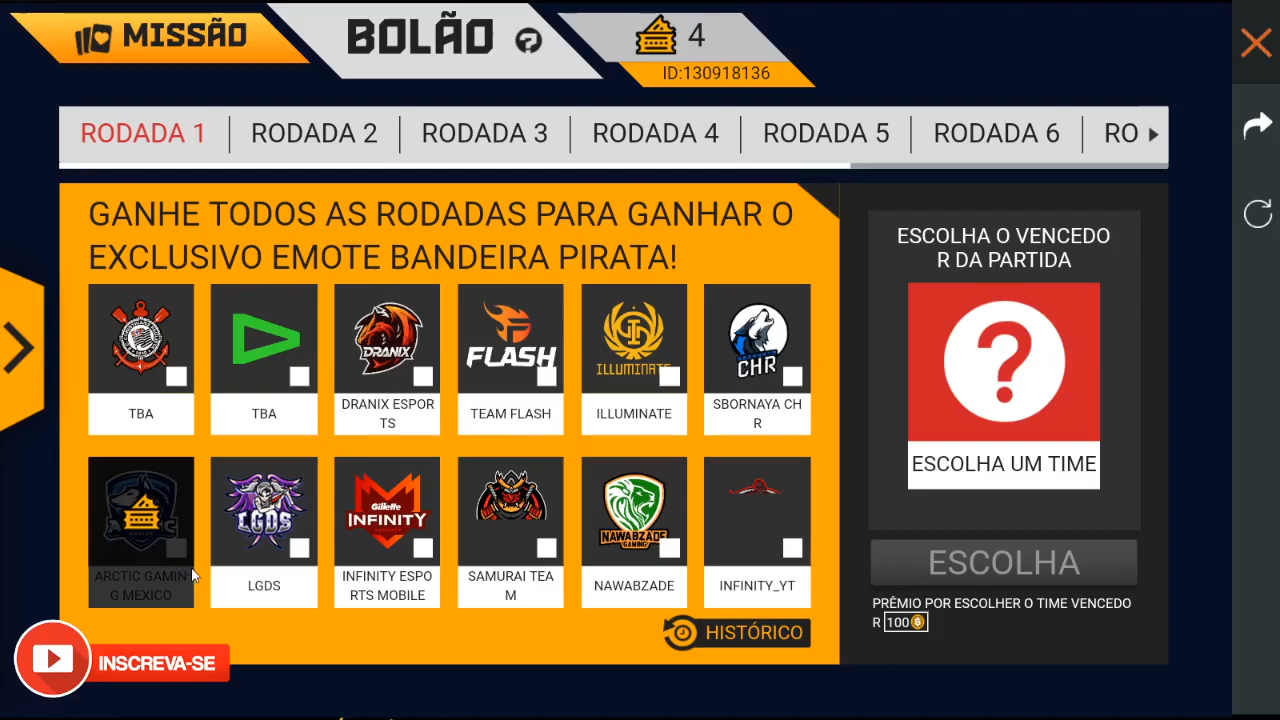 MISSÃO
BOLÃO
4
ID:130918136
RODADA 1
RODADA 2
RODADA 3
RODADA 4
RODADA 5
RODADA 6
RO
GANHE TODOS AS RODADAS PARA GANHAR O
EXCLUSIVO EMOTE BANDEIRA PIRATA!
ESCOLHA O VENCEDO
R DA PARTIDA
DRANIX
FLASH
ILLUMINATE
CHR
TBA
TBA
DRANIX ESPOR
TS
TEAM FLASH
ILLUMINATE
SBORNAYA CH
R
ESCOLHA UM TIME
LGDS
Gillette
INFINITY
NAWABZADE
GAMING
ARCTIC GAMIN
G MEXICO
LGDS
INFINITY ESPO
RTS MOBILE
SAMURAI TEA
M
NAWABZADE
INFINITY_YT
ESCOLHA
PRÊMIO POR ESCOLHER O TIME VENCEDO
R 100
HISTÓRICO
INSCREVA-SE